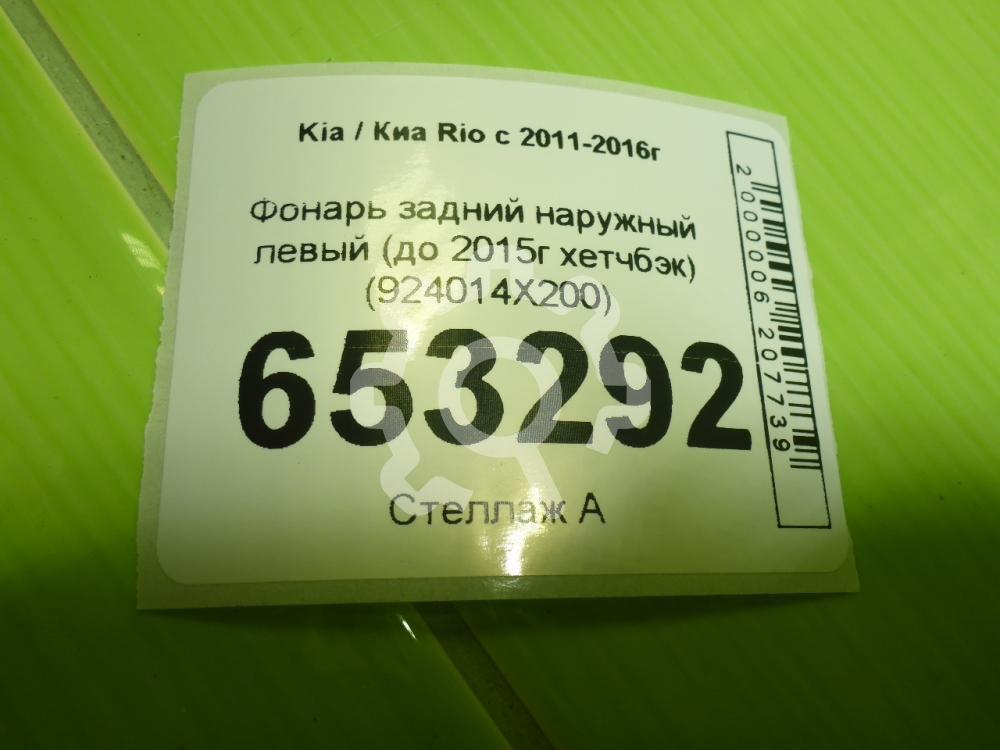 Kia / Киа Rio с 2011-2016г
Фонарь задний наружный
левый (до 2015г хетчбэк)
(924014X200)
653292
Стеллаж А
2000006207739